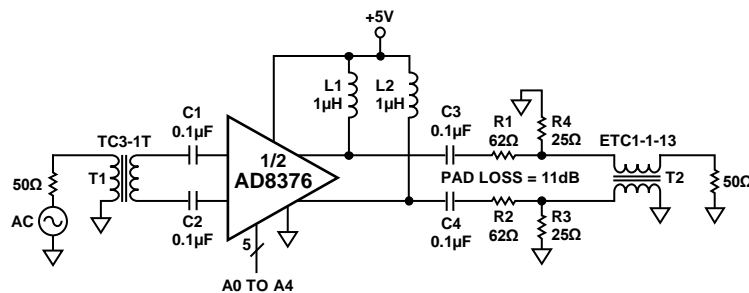 +5V
L1
1µH
L2
1µH
C1
0.1µF
C3
0.1µF
R1
62Ω
R4
25Ω
ETC1-1-13
TC3-1T
T1
50Ω
AC
1/2
AD8376
PAD LOSS = 11dB
T2
50Ω
C2
0.1µF
C4
0.1µF
R2
62Ω
R3
25Ω
5
A0 TO A4